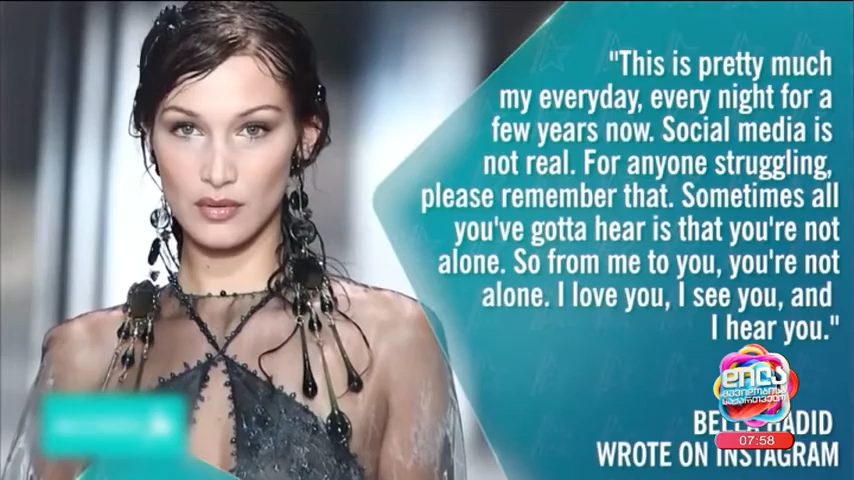 "This is pretty much
my everyday, every night for a
few years now. Social media is
not real. For anyone struggling,
please remember that. Sometimes all
you've gotta hear is that you're not
alone. So from me to you, you're not
alone. I love you, I see you, and
I hear you."
07:58
HADID
WROTE ON INSTAGRAM